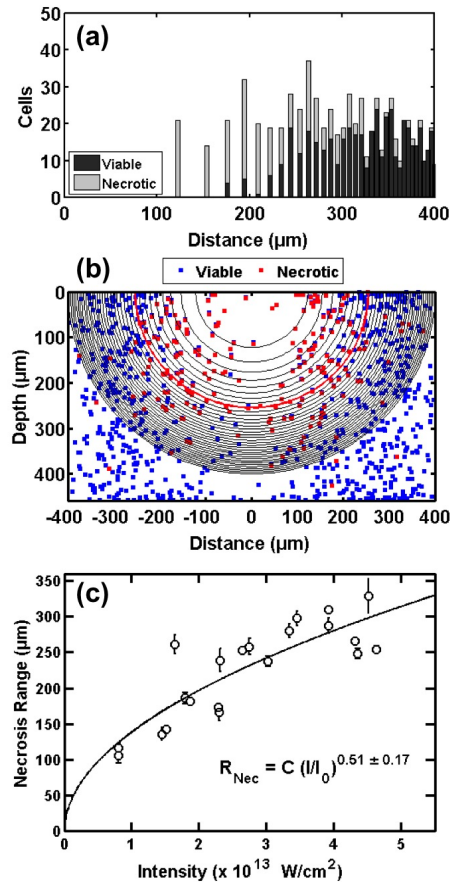 (a)
50
40
30
20
10
0
Cells
Viable
Necrotic
0 100 200 300 400
Distance (µm)
(b)
Viable Necrotic
0
100
200
300
400
Depth (µm)
-400 -300 -200 -100 0 100 200 300 400
Distance (µm)
(c)
350
300
250
200
150
100
50
0
Necrosis Range (µm)
R_Nec = C (I/I_0)^0.51 ± 0.17
0 1 2 3 4 5
Intensity (x 10^13 W/cm^2)